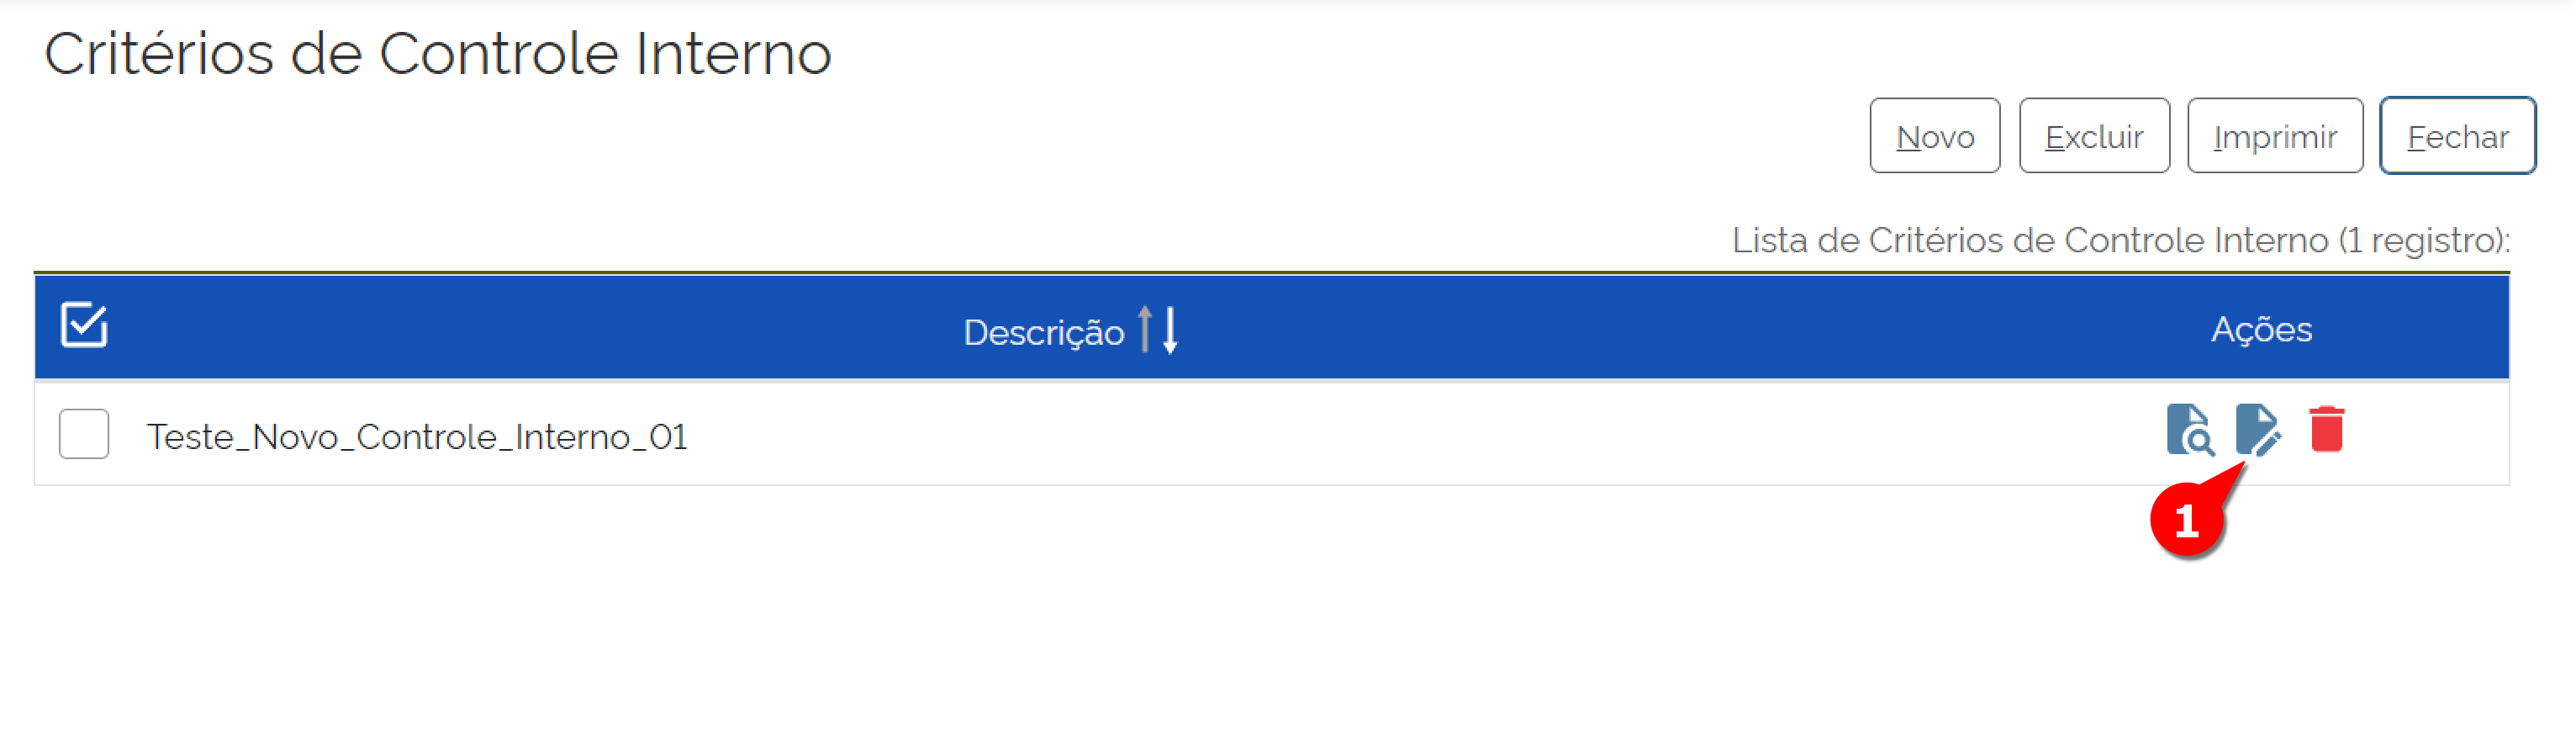 Critérios de Controle Interno
Novo Excluir Imprimir Fechar
Lista de Critérios de Controle Interno (1 registro):
Descrição Ações
Teste_Novo_Controle_Interno_01
1